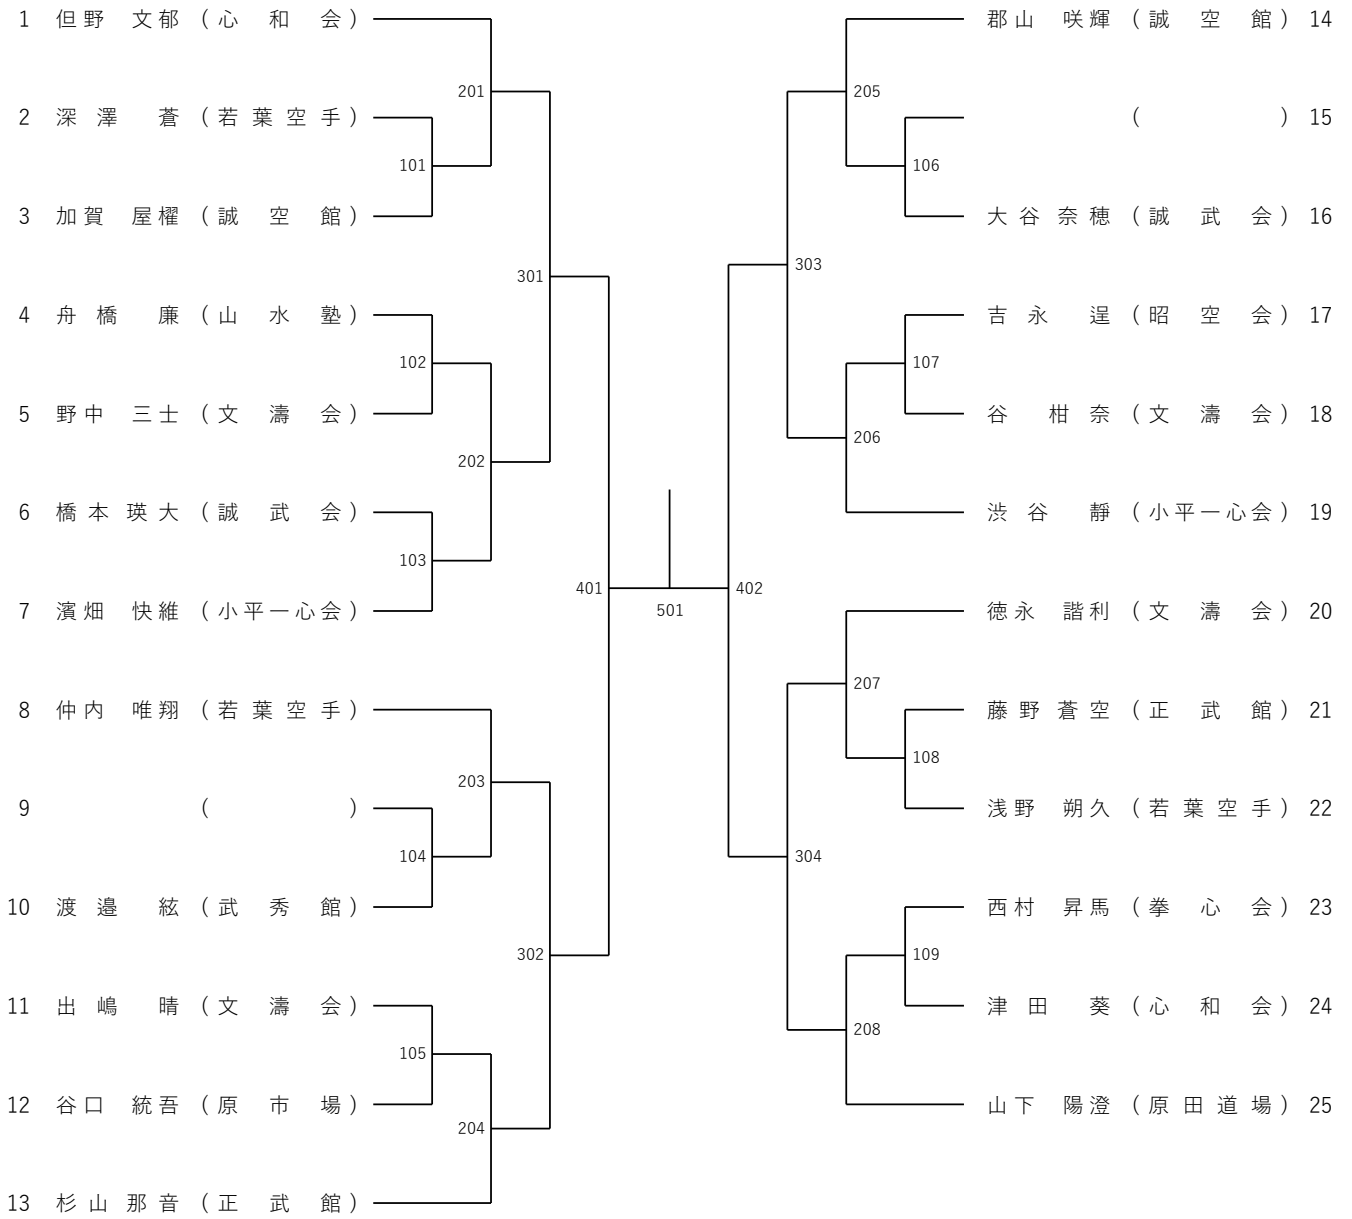 1 但野 文郁 (心和会)
郡山 咲輝 (誠空館) 14
201
205
2 深澤 蒼 (若葉空手)
( ) 15
101
106
3 加賀 屋櫂 (誠空館)
大谷奈穂 (誠武会) 16
303
301
4 舟橋 廉 (山水塾)
吉永 逞 (昭空会) 17
102
107
5 野中 三士 (文濤会)
谷 柑奈 (文濤会) 18
206
202
6 橋本瑛大 (誠武会)
渋谷 靜 (小平一心会) 19
103
401
402
7 濱畑 快維 (小平一心会)
501
徳永 諧利 (文濤会) 20
207
8 仲内 唯翔 (若葉空手)
藤野蒼空 (正武館) 21
203
108
9 ( )
浅野 朔久 (若葉空手) 22
104
304
10 渡邉 絃 (武秀館)
西村 昇馬 (拳心会) 23
302
109
11 出嶋 晴 (文濤会)
津田 葵 (心和会) 24
105
208
12 谷口 統吾 (原市場)
山下 陽澄 (原田道場) 25
204
13 杉山那音 (正武館)